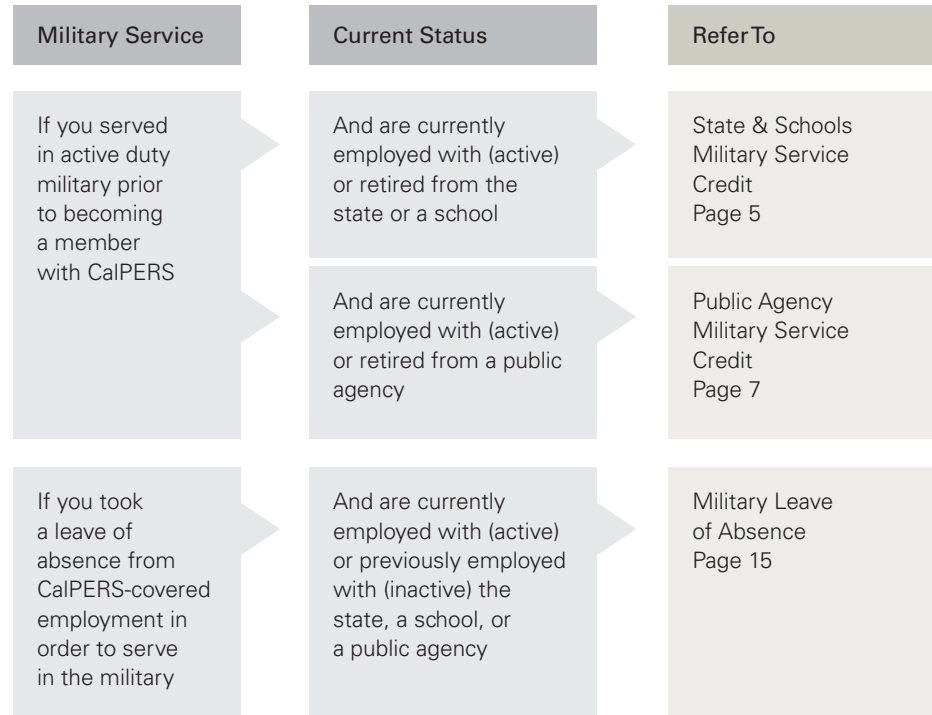 Military Service
Current Status
Refer To
If you served
in active duty
military prior
to becoming
a member
with CalPERS
And are currently
employed with (active)
or retired from the
state or a school
State & Schools
Military Service
Credit
Page 5
And are currently
employed with (active)
or retired from a public
agency
Public Agency
Military Service
Credit
Page 7
If you took
a leave of
absence from
CalPERS-covered
employment in
order to serve
in the military
And are currently
employed with (active)
or previously employed
with (inactive) the
state, a school, or
a public agency
Military Leave
of Absence
Page 15